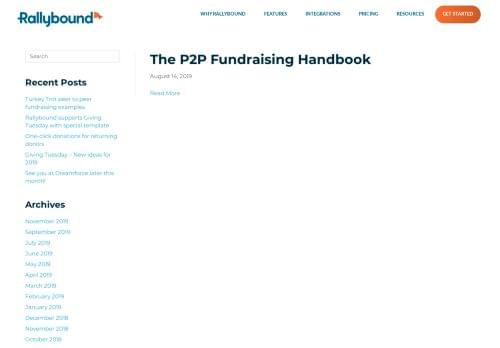 Rallybound
WHY RALLYBOUND
FEATURES
INTEGRATIONS
PRICING
RESOURCES
GET STARTED
Search
Recent Posts
Turkey Trot peer to peer
fundraising examples
Rallybound supports Giving
Tuesday with special template
One-click donations for returning
donors
Giving Tuesday – New ideas for
2019
See you at Dreamforce later this
month!
Archives
November 2019
September 2019
July 2019
June 2019
May 2019
April 2019
March 2019
February 2019
January 2019
December 2018
November 2018
October 2018
The P2P Fundraising Handbook
August 14, 2019
Read More